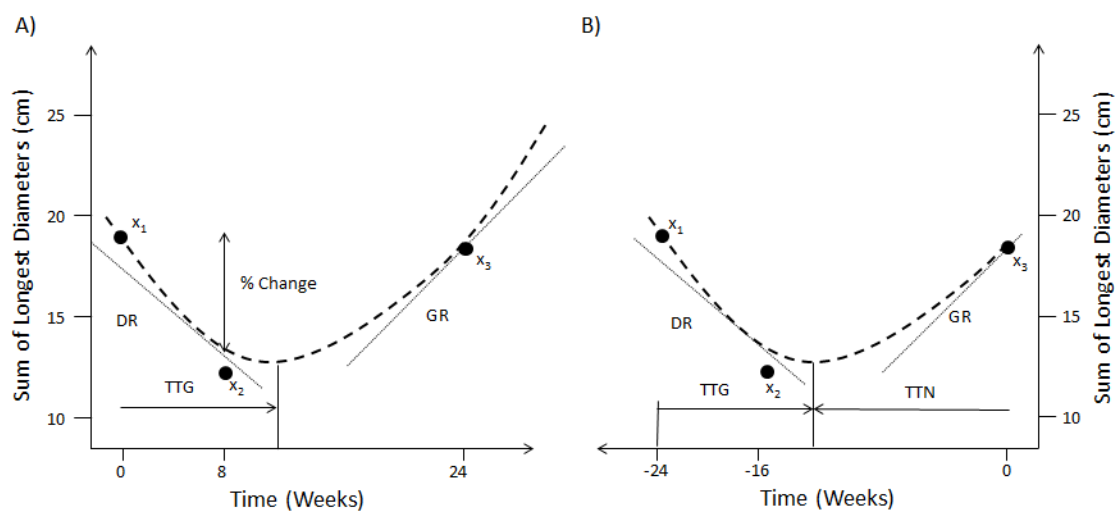 A)
Sum of Longest Diameters (cm)
25
20
15
10
x1
% Change
x3
DR
GR
x2
TTG
0 8 24
Time (Weeks)
B)
Sum of Longest Diameters (cm)
25
20
15
10
x1
x3
DR
GR
x2
TTG
TTN
-24 -16 0
Time (Weeks)